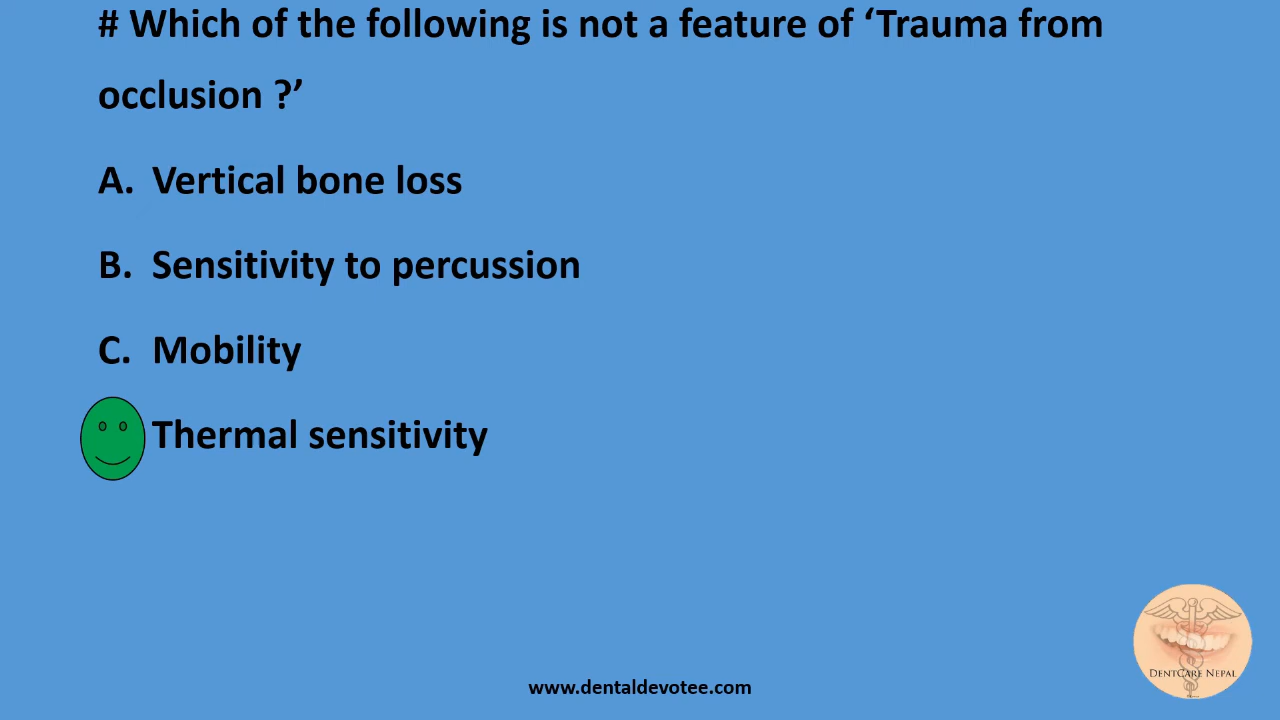 # Which of the following is not a feature of ‘Trauma from
occlusion ?’
A. Vertical bone loss
B. Sensitivity to percussion
C. Mobility
Thermal sensitivity
DentCare Nepal
www.dentaldevotee.com